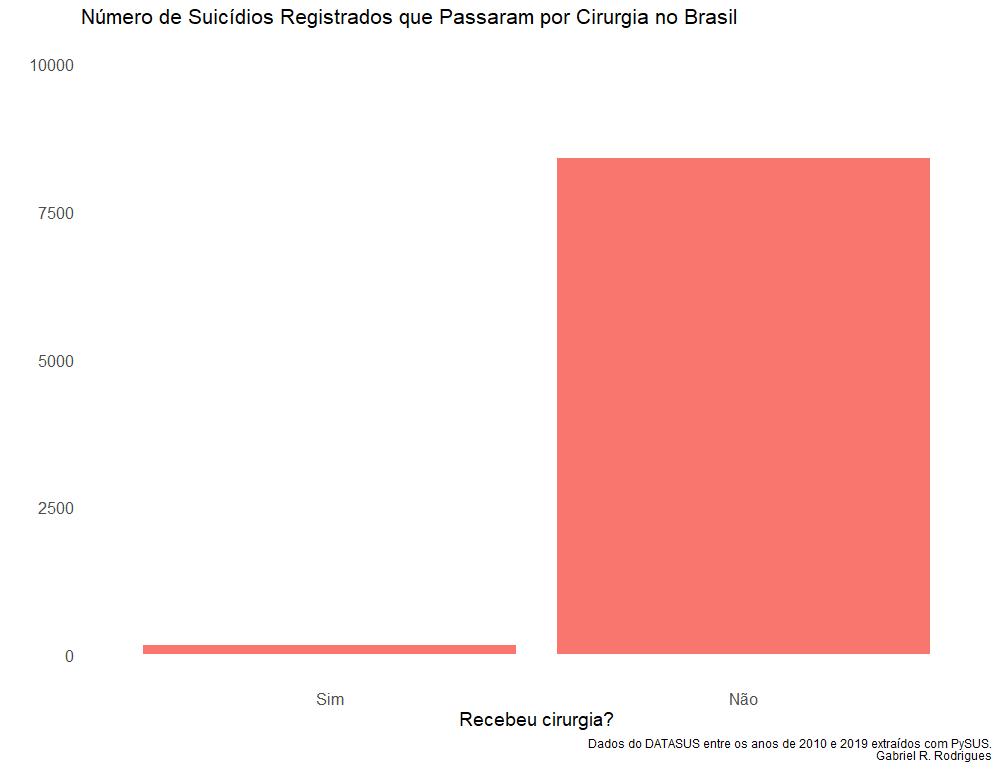 Número de Suicídios Registrados que Passaram por Cirurgia no Brasil
10000
7500
5000
2500
0
Sim
Não
Recebeu cirurgia?
Dados do DATASUS entre os anos de 2010 e 2019 extraídos com PySUS.
Gabriel R. Rodrigues